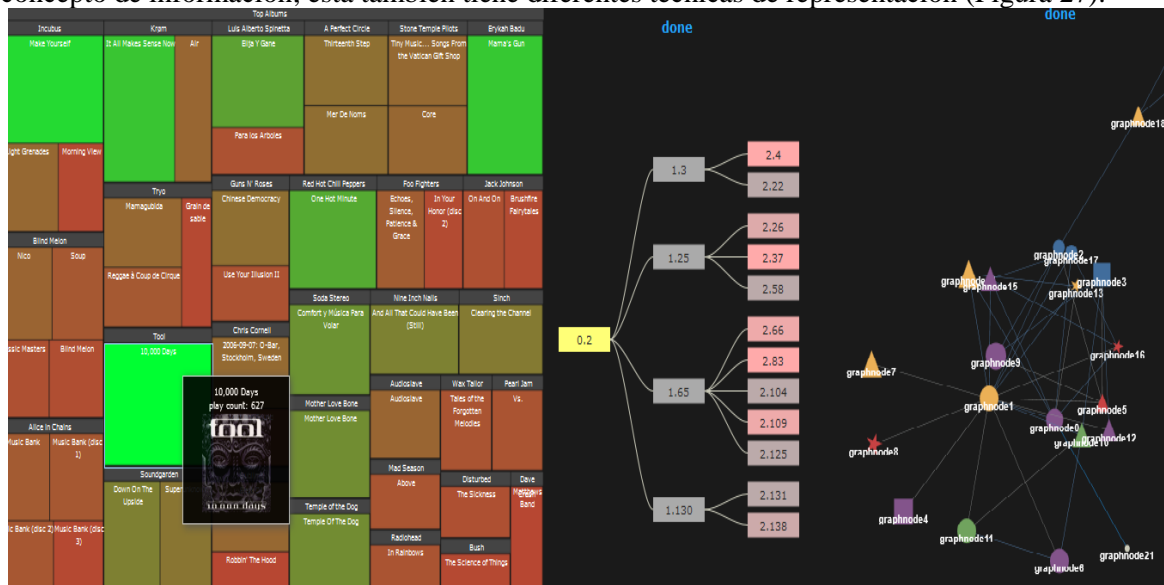 concepto de información, esta también tiene diferentes técnicas de representación (Figura 27).
Top Albums
Incubus
Make Yourself
Light Grenades
Morning View
Blind Melon
Nico
Soup
Classic Masters
Blind Melon
Alice In Chains
Music Bank
Music Bank (disc
1)
Music Bank (disc 2)
Music Bank (disc
3)
It All Makes Sense Now
Air
Tryo
Mamagubida
Grain de
sable
Reggae à Coup de Cirque
Tool
10,000 Days
Soundgarden
Down On The
Upside
Super
10,000 Days
play count: 627
tool
10,000 days
Luis Alberto Spinetta
Elija Y Gane
Para los Arboles
Guns N' Roses
Chinese Democracy
Use Your Illusion II
Chris Cornell
2006-09-07: O-Bar,
Stockholm, Sweden
Robbin' The Hood
A Perfect Circle
Thirteenth Step
Mer De Noms
Stone Temple Pilots
Tiny Music... Songs From
the Vatican Gift Shop
Core
Erykah Badu
Mama's Gun
Red Hot Chili Peppers
One Hot Minute
Foo Fighters
Echoes,
Silence,
Patience &
Grace
In Your
Honor (disc
2)
Jack Johnson
On And On
Brushfire
Fairytales
Soda Stereo
Comfort y Música Para
Volar
Nine Inch Nails
And All That Could Have Been
(Still)
Sinch
Clearing the Channel
Mother Love Bone
Mother Love Bone
Temple of the Dog
Temple Of The Dog
Audioslave
Audioslave
Wax Tailor
Tales of the
Forgotten
Melodies
Pearl Jam
Vs.
Mad Season
Above
Radiohead
In Rainbows
Disturbed
The Sickness
Bush
The Science of Things
Dave
Matthews
Band
done
0.2
1.3
1.25
1.65
1.130
2.4
2.22
2.26
2.37
2.58
2.66
2.83
2.104
2.109
2.125
2.131
2.138
done
graphnode18
graphnode2
graphnode17
graphnode3
graphnode
graphnode15
graphnode13
graphnode16
graphnode9
graphnode7
graphnode1
graphnode5
graphnode0
graphnode12
graphnode10
graphnode8
graphnode4
graphnode11
graphnode6
graphnode21